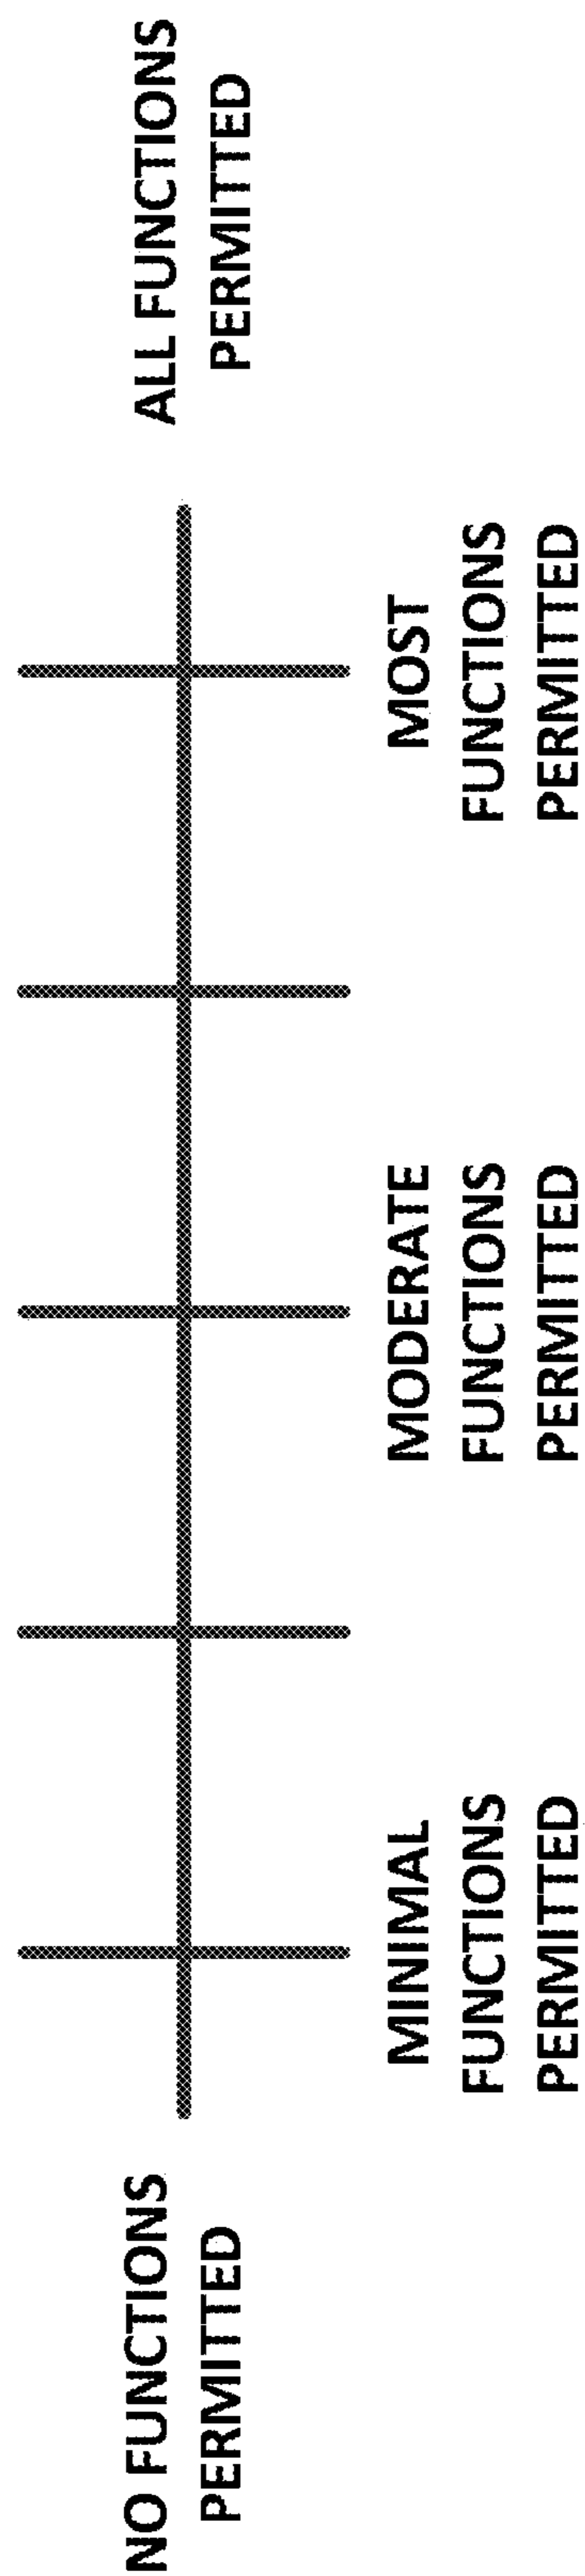 NO FUNCTIONS
PERMITTED
MINIMAL
FUNCTIONS
PERMITTED
MODERATE
FUNCTIONS
PERMITTED
MOST
FUNCTIONS
PERMITTED
ALL FUNCTIONS
PERMITTED